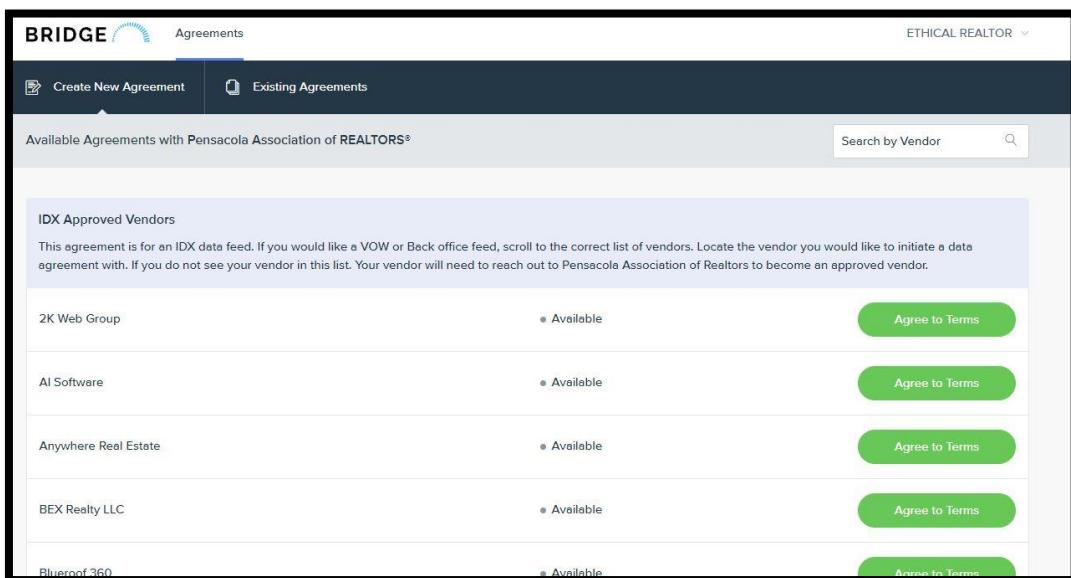 BRIDGE Agreements ETHICAL REALTOR
Create New Agreement Existing Agreements
Available Agreements with Pensacola Association of REALTORS® Search by Vendor
IDX Approved Vendors
This agreement is for an IDX data feed. If you would like a VOW or Back office feed, scroll to the correct list of vendors. Locate the vendor you would like to initiate a data
agreement with. If you do not see your vendor in this list. Your vendor will need to reach out to Pensacola Association of Realtors to become an approved vendor.
2K Web Group Available Agree to Terms
AI Software Available Agree to Terms
Anywhere Real Estate Available Agree to Terms
BEX Realty LLC Available Agree to Terms
Blueroof 360 Available Agree to Terms